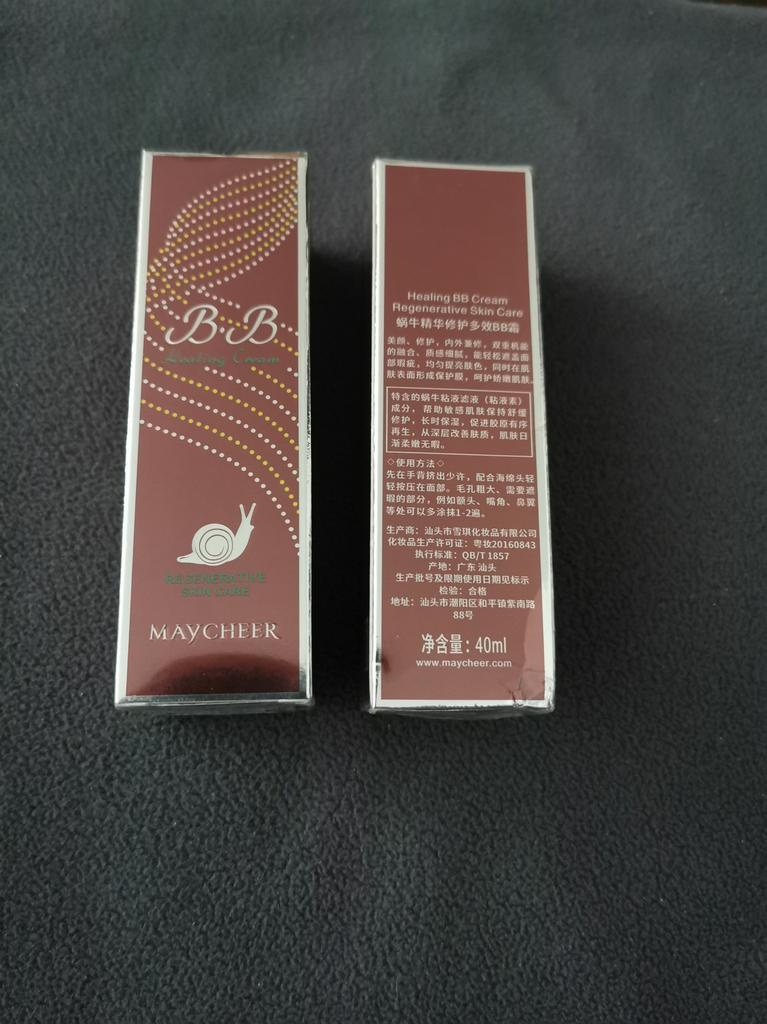 BB
Healing Cream
REGENERATIVE
SKIN CARE
MAYCHEER
Healing BB Cream
Regenerative Skin Care
蜗牛精华修护多效BB霜
美颜、修护，内外兼修，双重机能
的融合、质感细腻，能轻松遮盖面
部瑕疵，均匀提亮肤色，同时在肌
肤表面形成保护膜，呵护娇嫩肌肤。
特含的蜗牛粘液滤液（粘液素）
成分，帮助敏感肌肤保持舒缓
修护，长时保湿，促进胶原有序
再生，从深层改善肤质，肌肤日
渐柔嫩无暇。
◇使用方法◇
先在手背挤出少许，配合海绵头轻
轻按压在面部。毛孔粗大、需要遮
瑕的部分，例如额头、嘴角、鼻翼
等处可以多涂抹1-2遍。
生产商：汕头市雪琪化妆品有限公司
化妆品生产许可证：粤妆20160843
执行标准：QB/T 1857
产地：广东 汕头
生产批号及限期使用日期见标示
检验：合格
地址：汕头市潮阳区和平镇紫南路
88号
净含量：40ml
www.maycheer.com